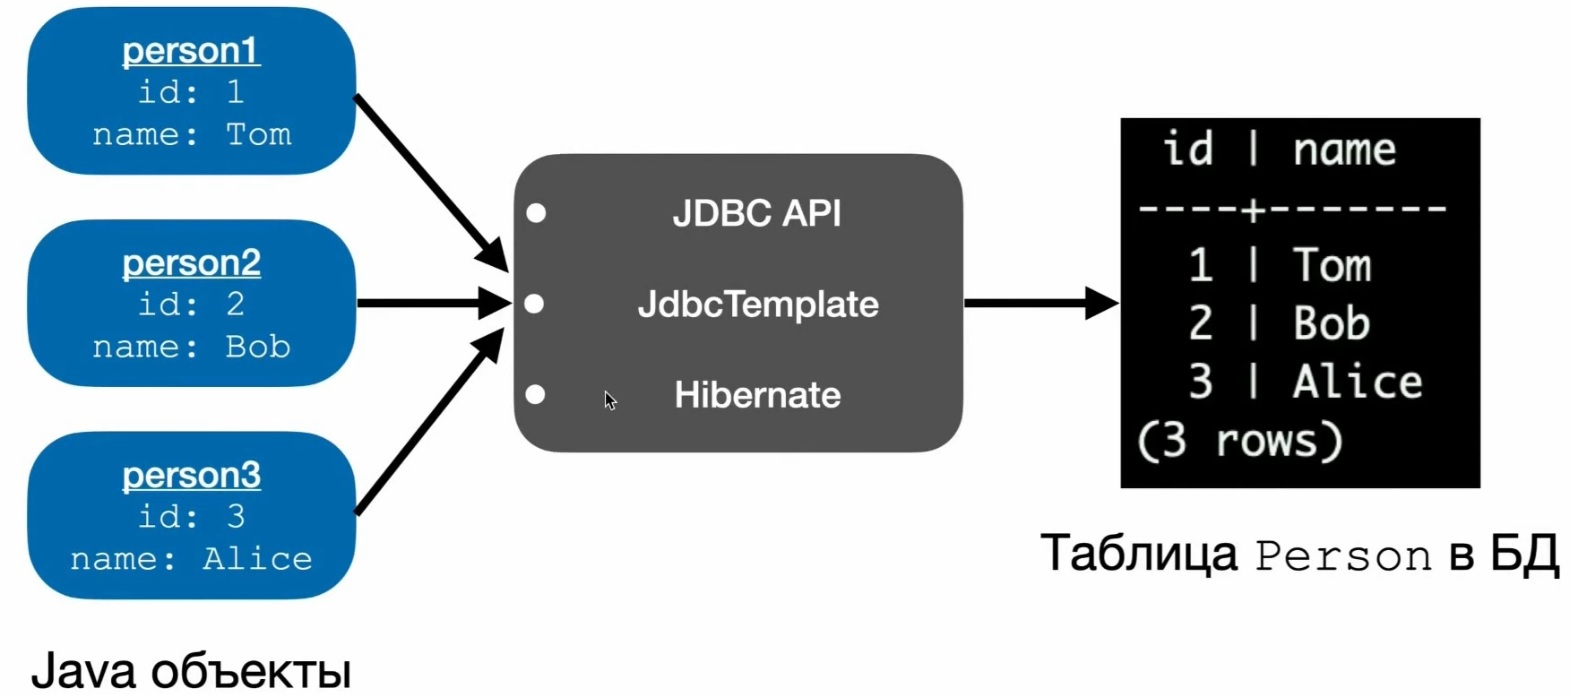 person1
id: 1
name: Tom
person2
id: 2
name: Bob
person3
id: 3
name: Alice
Java объекты
JDBC API
JdbcTemplate
Hibernate
id | name
----+-------
1 | Tom
2 | Bob
3 | Alice
(3 rows)
Таблица Person в БД